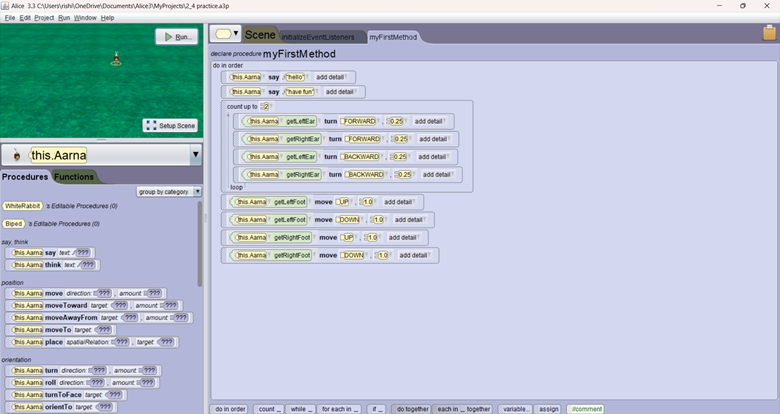 Alice 3.3 C:\Users\rishi\OneDrive\Documents\Alice3\MyProjects\2_4 practice.a3p
File Edit Project Run Window Help
Run...
Setup Scene
this.Aarna
Procedures Functions
group by category
WhiteRabbit 's Editable Procedures (0)
Biped 's Editable Procedures (0)
say, think
this.Aarna say text: ???
this.Aarna think text: ???
position
this.Aarna move direction: ??? , amount: ???
this.Aarna moveToward target: ??? , amount: ???
this.Aarna moveAwayFrom target: ??? , amount: ???
this.Aarna moveTo target: ???
this.Aarna place spatialRelation: ??? , target: ???
orientation
this.Aarna turn direction: ??? , amount: ???
this.Aarna roll direction: ??? , amount: ???
this.Aarna turnToFace target: ???
this.Aarna orientTo target: ???
Scene initializeEventListeners myFirstMethod
declare procedure myFirstMethod
do in order
this.Aarna say "hello" add detail
this.Aarna say "have fun" add detail
count up to 2
this.Aarna getLeftEar turn FORWARD , 0.25 add detail
this.Aarna getRightEar turn FORWARD , 0.25 add detail
this.Aarna getLeftEar turn BACKWARD , 0.25 add detail
this.Aarna getRightEar turn BACKWARD , 0.25 add detail
loop
this.Aarna getLeftFoot move UP , 1.0 add detail
this.Aarna getLeftFoot move DOWN , 1.0 add detail
this.Aarna getRightFoot move UP , 1.0 add detail
this.Aarna getRightFoot move DOWN , 1.0 add detail
do in order count _ while _ for each in _ if _ do together each in _ together variable... assign //comment